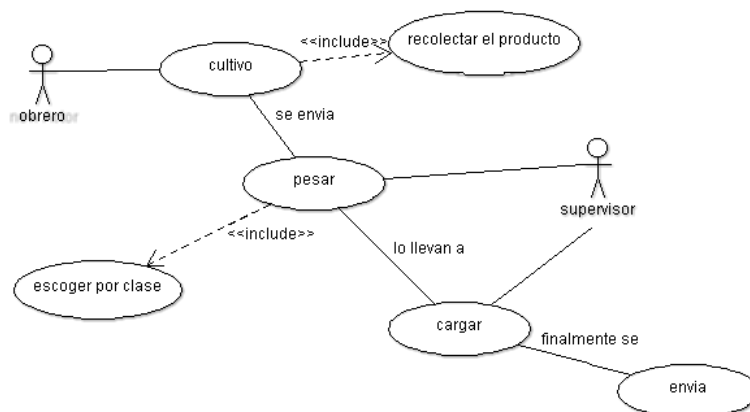 <<include>>
recolectar el producto
cultivo
obrero
se envia
pesar
supervisor
<<include>>
lo llevan a
escoger por clase
cargar
finalmente se
envia